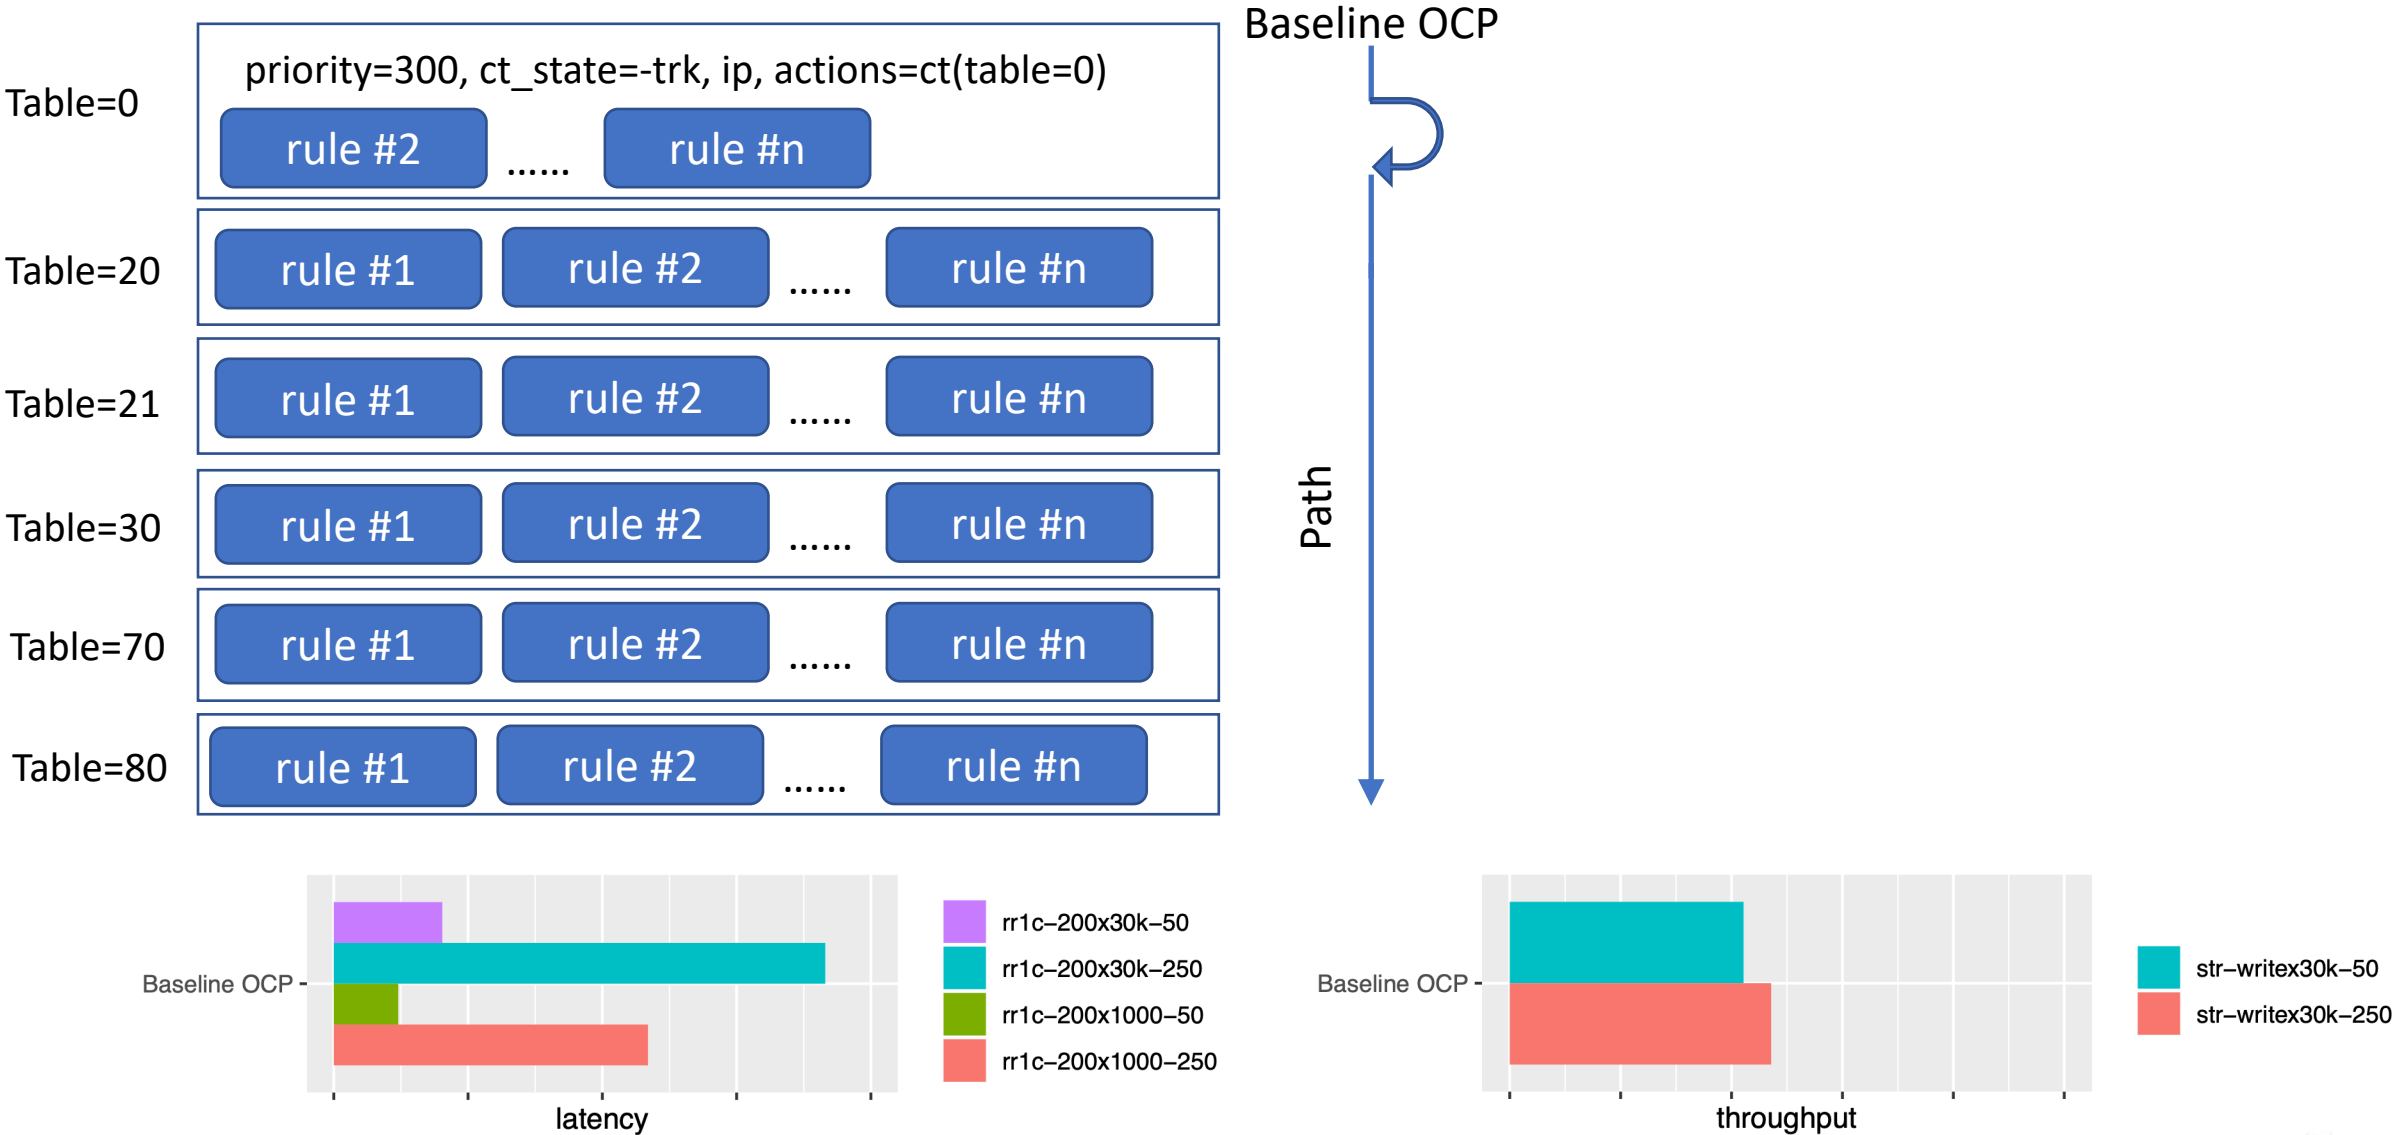 Baseline OCP
Table=0
priority=300, ct_state=-trk, ip, actions=ct(table=0)
rule #2 ...... rule #n
Table=20
rule #1 rule #2 ...... rule #n
Table=21
rule #1 rule #2 ...... rule #n
Table=30
rule #1 rule #2 ...... rule #n
Path
Table=70
rule #1 rule #2 ...... rule #n
Table=80
rule #1 rule #2 ...... rule #n
Baseline OCP
rr1c−200x30k−50
rr1c−200x30k−250
rr1c−200x1000−50
rr1c−200x1000−250
latency
Baseline OCP
str−writex30k−50
str−writex30k−250
throughput